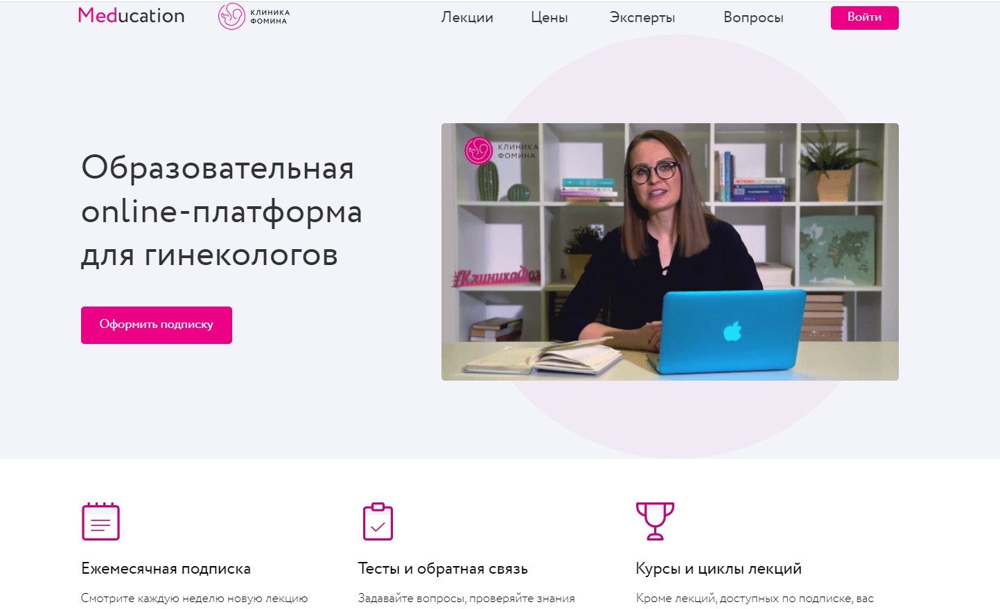 Meducation
КЛИНИКА
ФОМИНА
Лекции
Цены
Эксперты
Вопросы
Войти
Образовательная
online-платформа
для гинекологов
Оформить подписку
КЛИНИКА
ФОМИНА
#КлиникаФом
Ежемесячная подписка
Смотрите каждую неделю новую лекцию
Тесты и обратная связь
Задавайте вопросы, проверяйте знания
Курсы и циклы лекций
Кроме лекций, доступных по подписке, вас